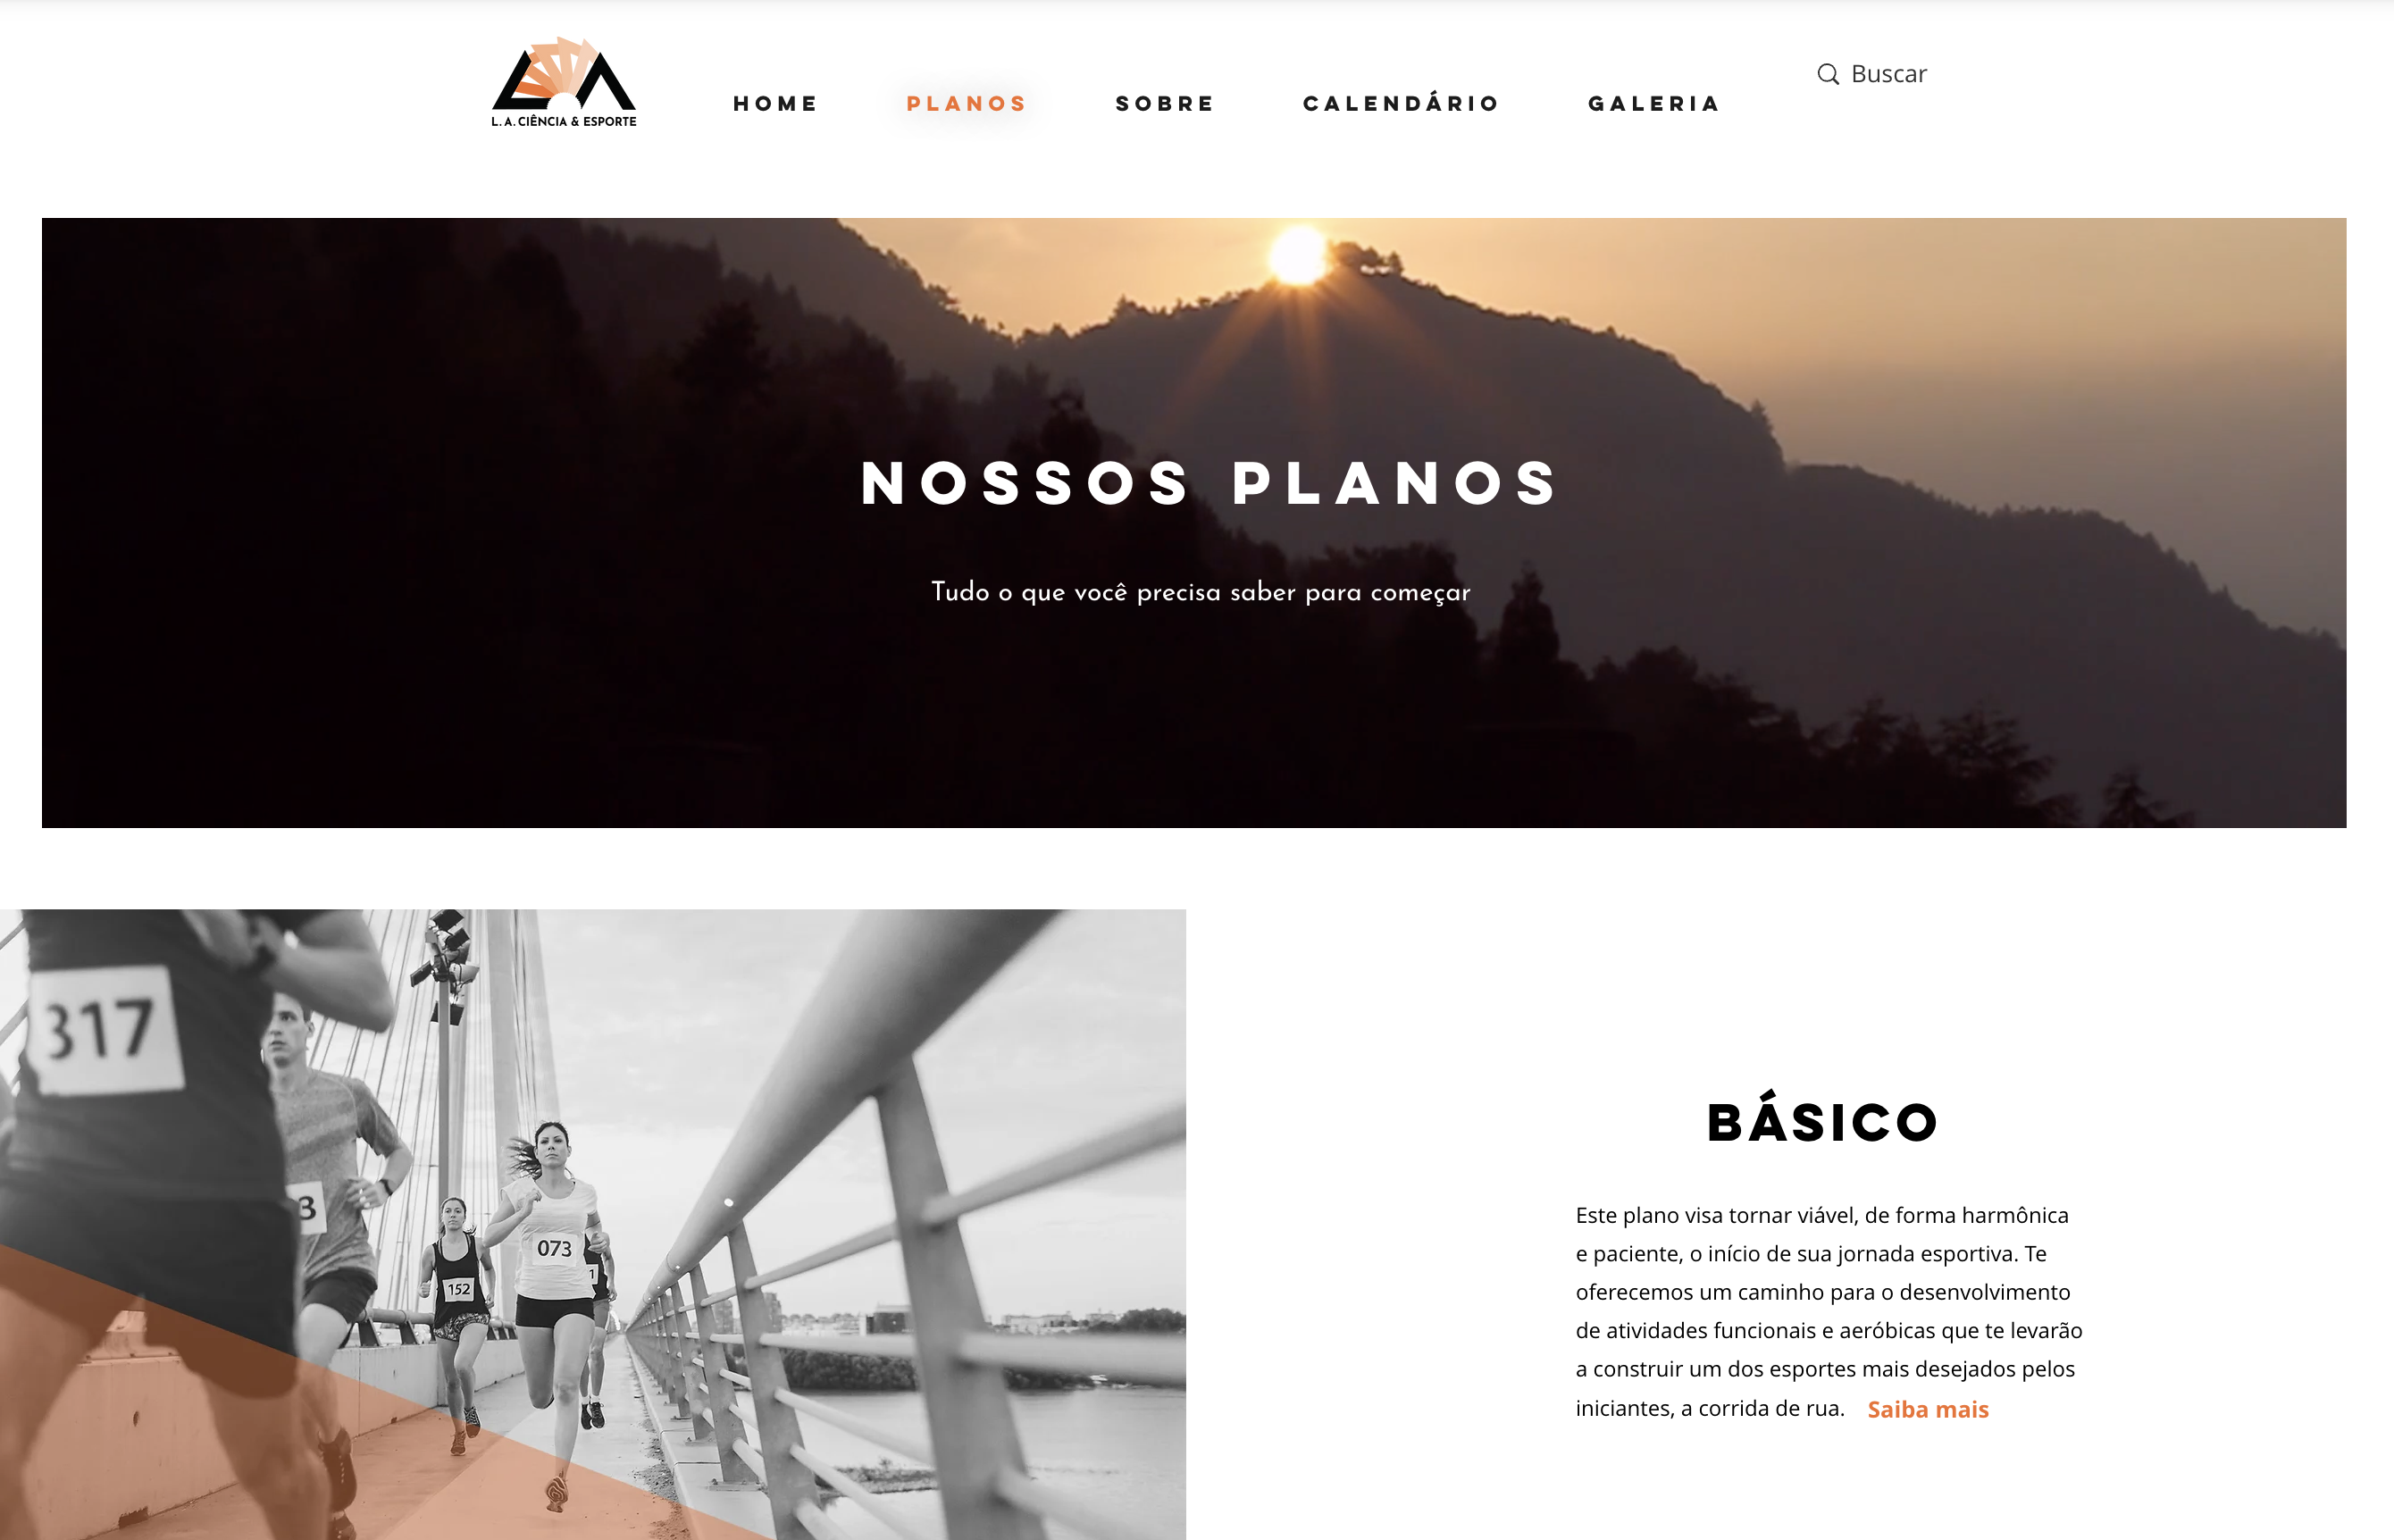 L. A. CIÊNCIA & ESPORTE
HOME
PLANOS
SOBRE
CALENDÁRIO
GALERIA
Buscar
NOSSOS PLANOS
Tudo o que você precisa saber para começar
317
3
152
073
1
BÁSICO
Este plano visa tornar viável, de forma harmônica
e paciente, o início de sua jornada esportiva. Te
oferecemos um caminho para o desenvolvimento
de atividades funcionais e aeróbicas que te levarão
a construir um dos esportes mais desejados pelos
iniciantes, a corrida de rua. Saiba mais